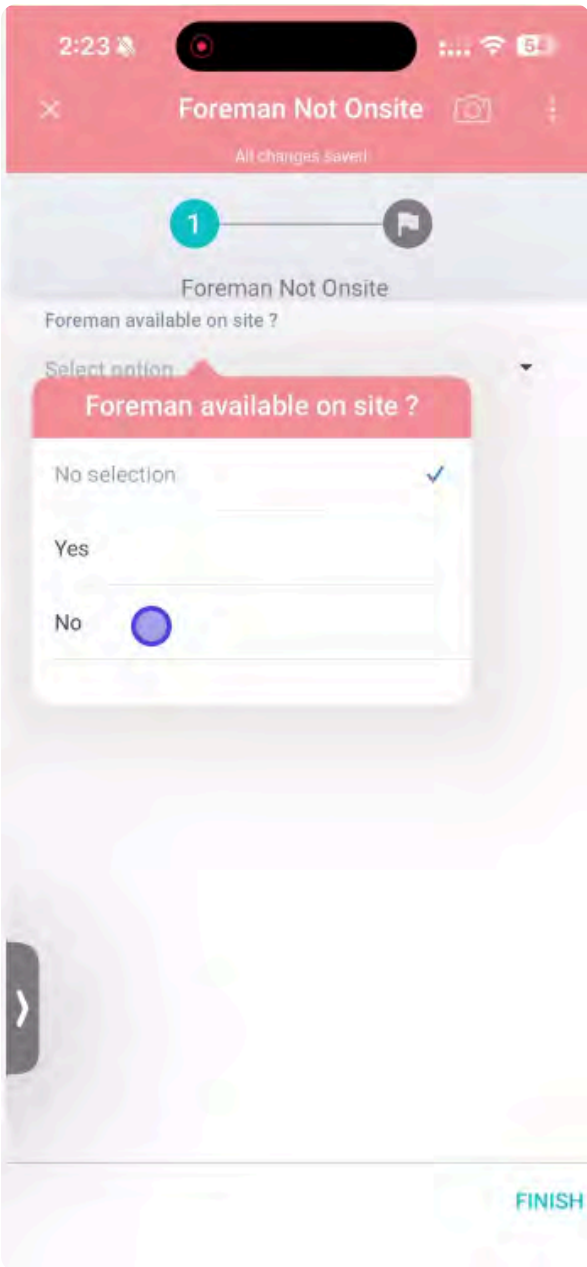 2:23
Foreman Not Onsite
All changes saved
1
Foreman Not Onsite
Foreman available on site ?
Select option
Foreman available on site ?
No selection
Yes
No
FINISH